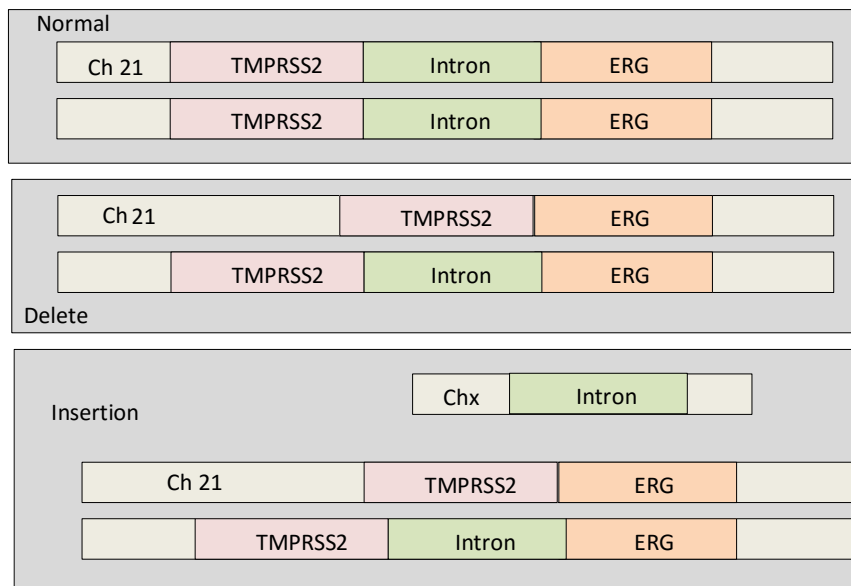 Normal
Ch 21 TMPRSS2 Intron ERG
TMPRSS2 Intron ERG
Ch 21 TMPRSS2 ERG
TMPRSS2 Intron ERG
Delete
Chx Intron
Insertion
Ch 21 TMPRSS2 ERG
TMPRSS2 Intron ERG